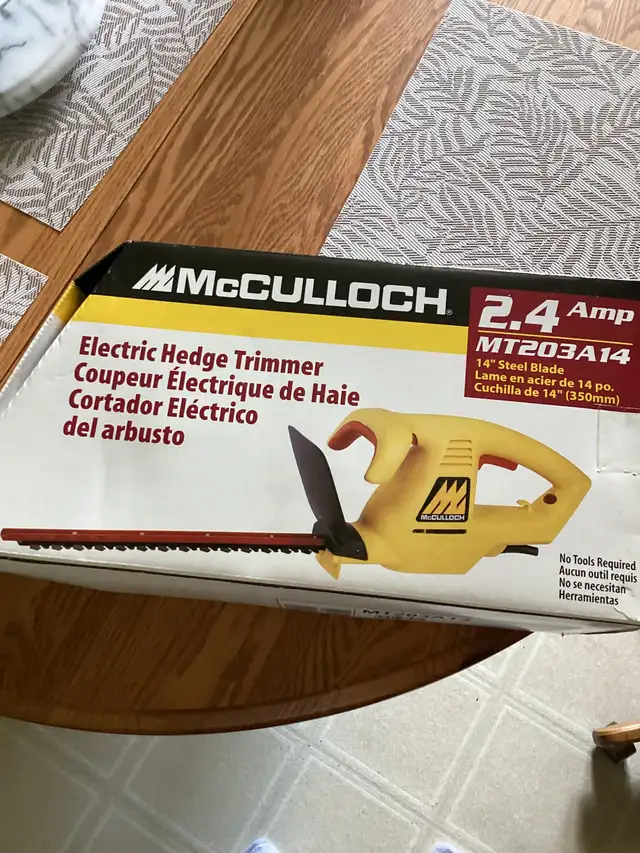 McCULLOCH®
2.4 Amp
MT203A14
14" Steel Blade
Lame en acier de 14 po.
Cuchilla de 14" (350mm)
Electric Hedge Trimmer
Coupeur Électrique de Haie
Cortador Eléctrico
del arbusto
McCULLOCH
No Tools Required
Aucun outil requis
No se necesitan
Herramientas